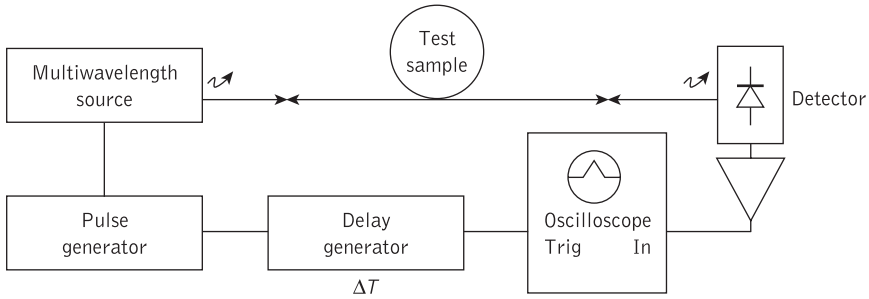 Test
sample
Multiwavelength
source
Detector
Pulse
generator
Delay
generator
Oscilloscope
Trig In
ΔT